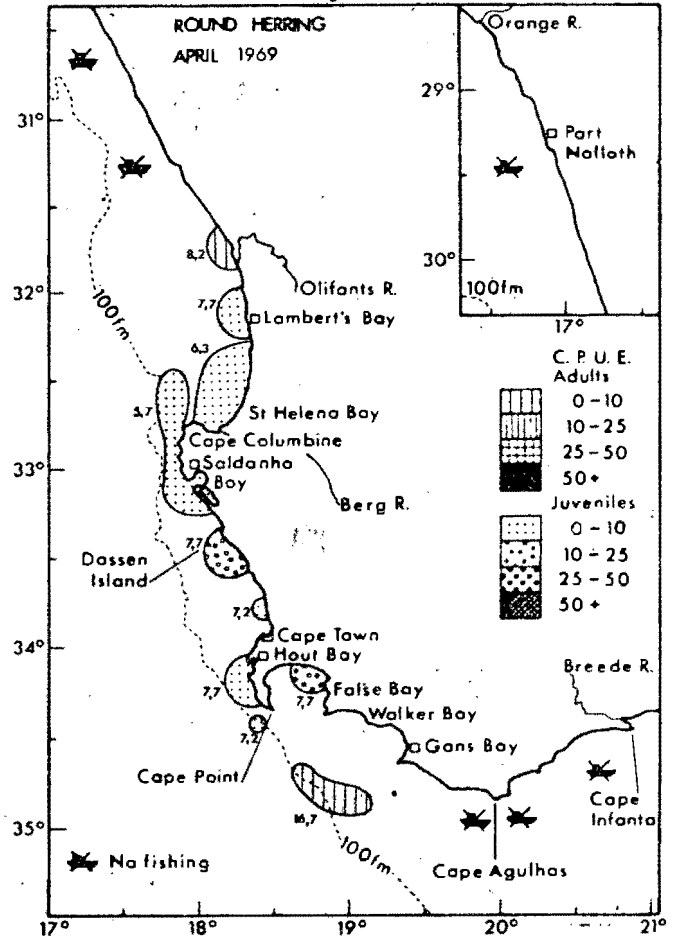 ROUND HERRING
APRIL 1969
Orange R.
29°
Port
Nolloth
30°
100fm
17°
31°
8,2
Olifants R.
32°
100fm
7,7
Lambert's Bay
6,3
C. P. U. E.
Adults
0-10
10-25
25-50
50+
Juveniles
0-10
10-25
25-50
50+
5,7
St Helena Bay
Cape Columbine
33°
Saldanha
Bay
Berg R.
7,7
Dassen
Island
7,2
34°
Cape Town
Hout Bay
Breede R.
7,7
False Bay
7,7
Walker Bay
7,2
Gans Bay
Cape Point
16,7
35°
100fm
Cape
Infanta
No fishing
Cape Agulhas
17°
18°
19°
20°
21°